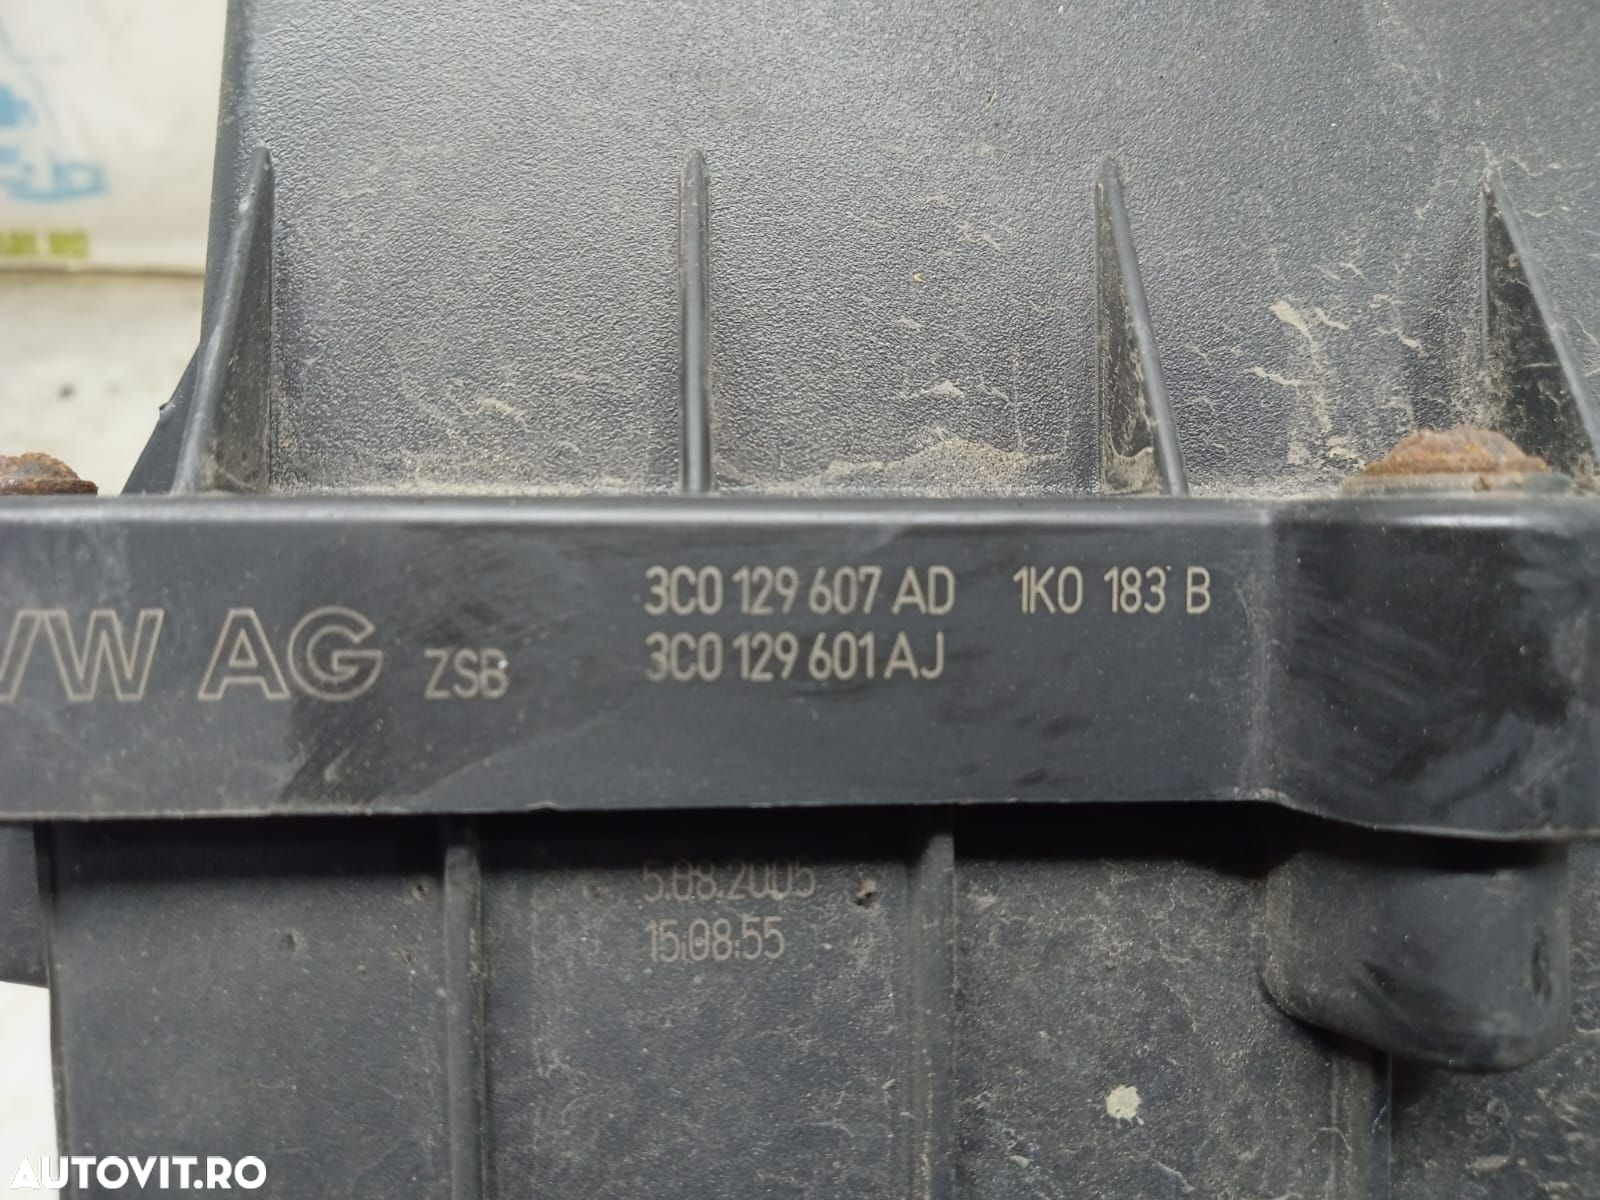 3C0 129 607 AD 1K0 183 B
VW AG ZSB 3C0 129 601 AJ
5.08.2005
15:08:55
AUTOVIT.RO